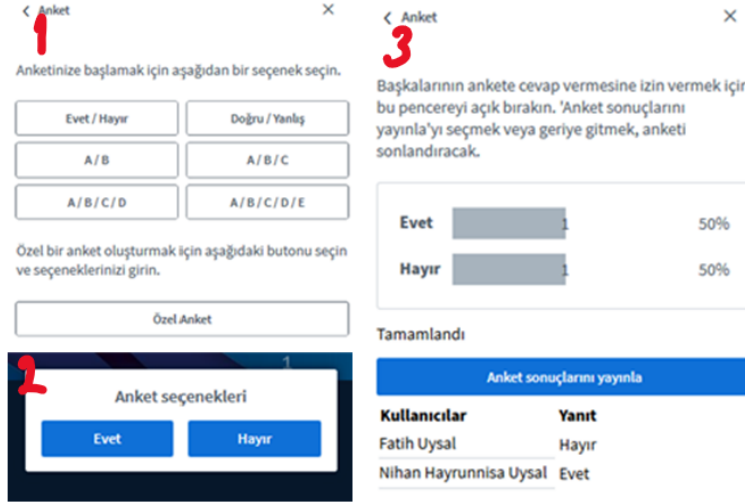 1
< Anket
×
Anketinize başlamak için aşağıdan bir seçenek seçin.
Evet / Hayır
Doğru / Yanlış
A / B
A / B / C
A / B / C / D
A / B / C / D / E
Özel bir anket oluşturmak için aşağıdaki butonu seçin
ve seçeneklerinizi girin.
Özel Anket
2
1
Anket seçenekleri
Evet
Hayır
3
< Anket
×
Başkalarının ankete cevap vermesine izin vermek için
bu pencereyi açık bırakın. 'Anket sonuçlarını
yayınla'yı seçmek veya geriye gitmek, anketi
sonlandıracak.
Evet 1 50%
Hayır 1 50%
Tamamlandı
Anket sonuçlarını yayınla
Kullanıcılar Yanıt
Fatih Uysal Hayır
Nihan Hayrunnisa Uysal Evet